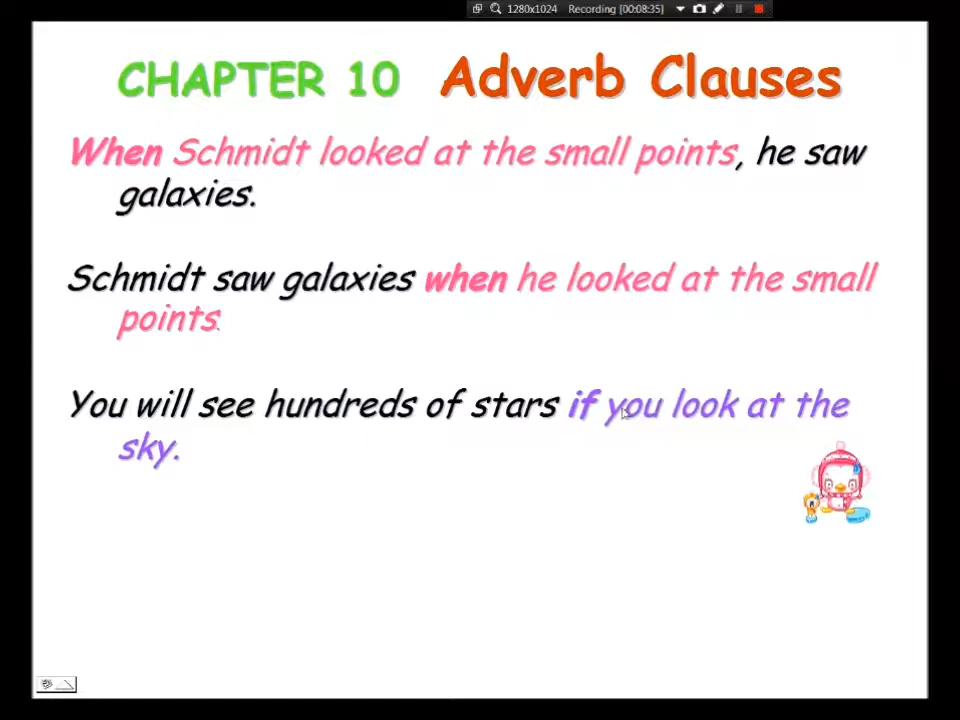 1280x1024 Recording [00:08:35]
CHAPTER 10 Adverb Clauses
When Schmidt looked at the small points, he saw
galaxies.
Schmidt saw galaxies when he looked at the small
points.
You will see hundreds of stars if you look at the
sky.